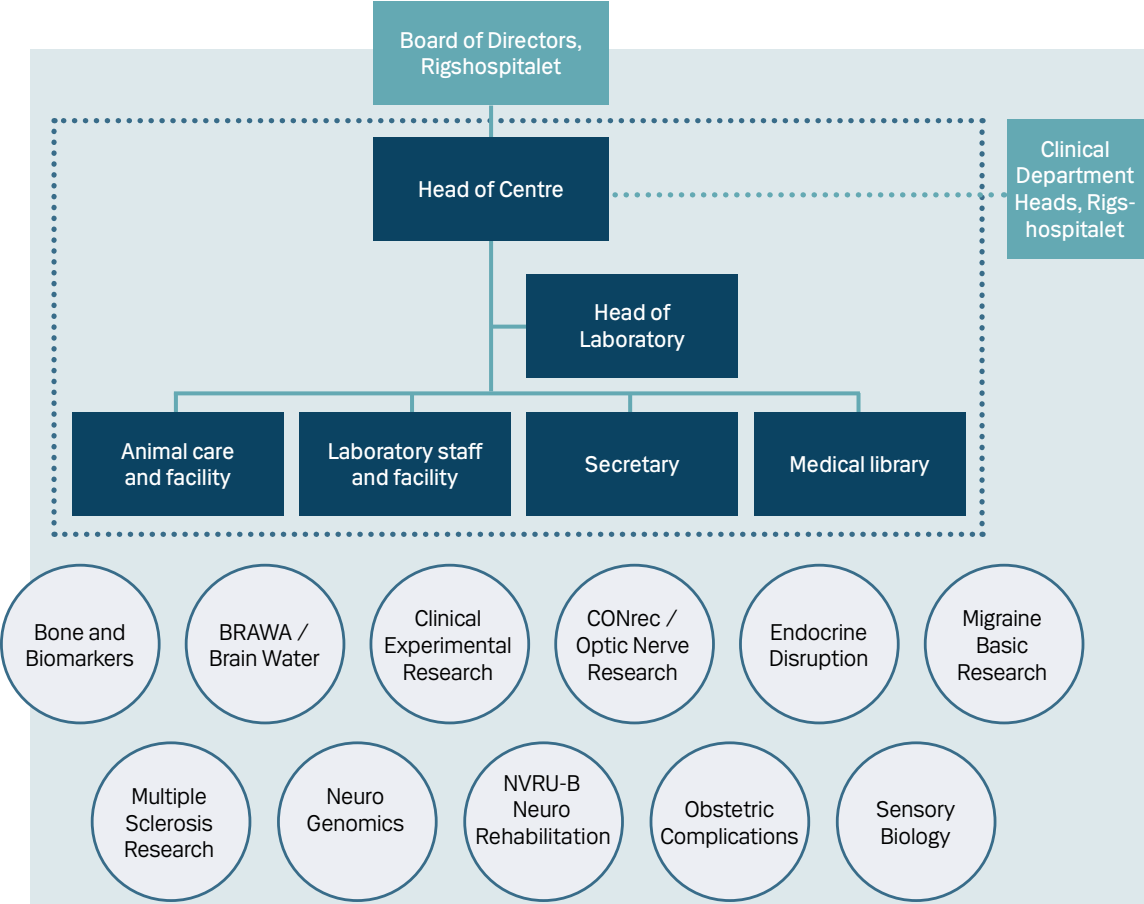 Board of Directors,
Rigshospitalet
Head of Centre
Clinical
Department
Heads, Rigs-
hospitalet
Head of
Laboratory
Animal care
and facility
Laboratory staff
and facility
Secretary
Medical library
Bone and
Biomarkers
BRAWA /
Brain Water
Clinical
Experimental
Research
CONrec /
Optic Nerve
Research
Endocrine
Disruption
Migraine
Basic
Research
Multiple
Sclerosis
Research
Neuro
Genomics
NVRU-B
Neuro
Rehabilitation
Obstetric
Complications
Sensory
Biology